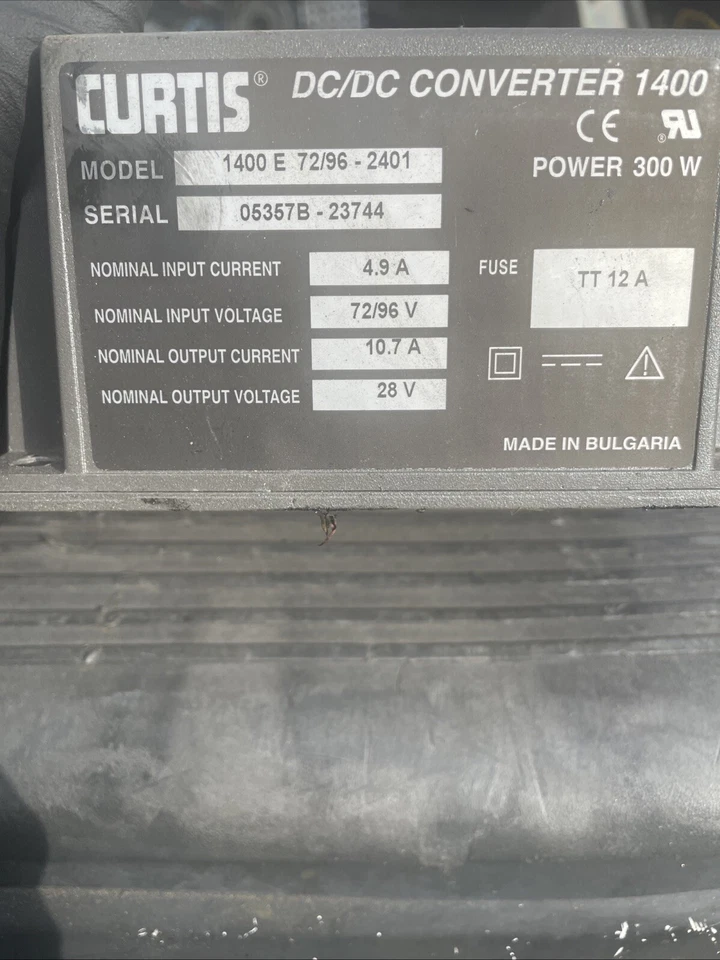 CURTIS® DC/DC CONVERTER 1400
CE ®RU
MODEL 1400 E 72/96 - 2401 POWER 300 W
SERIAL 05357B - 23744
NOMINAL INPUT CURRENT 4.9 A FUSE TT 12 A
NOMINAL INPUT VOLTAGE 72/96 V
NOMINAL OUTPUT CURRENT 10.7 A
NOMINAL OUTPUT VOLTAGE 28 V
MADE IN BULGARIA